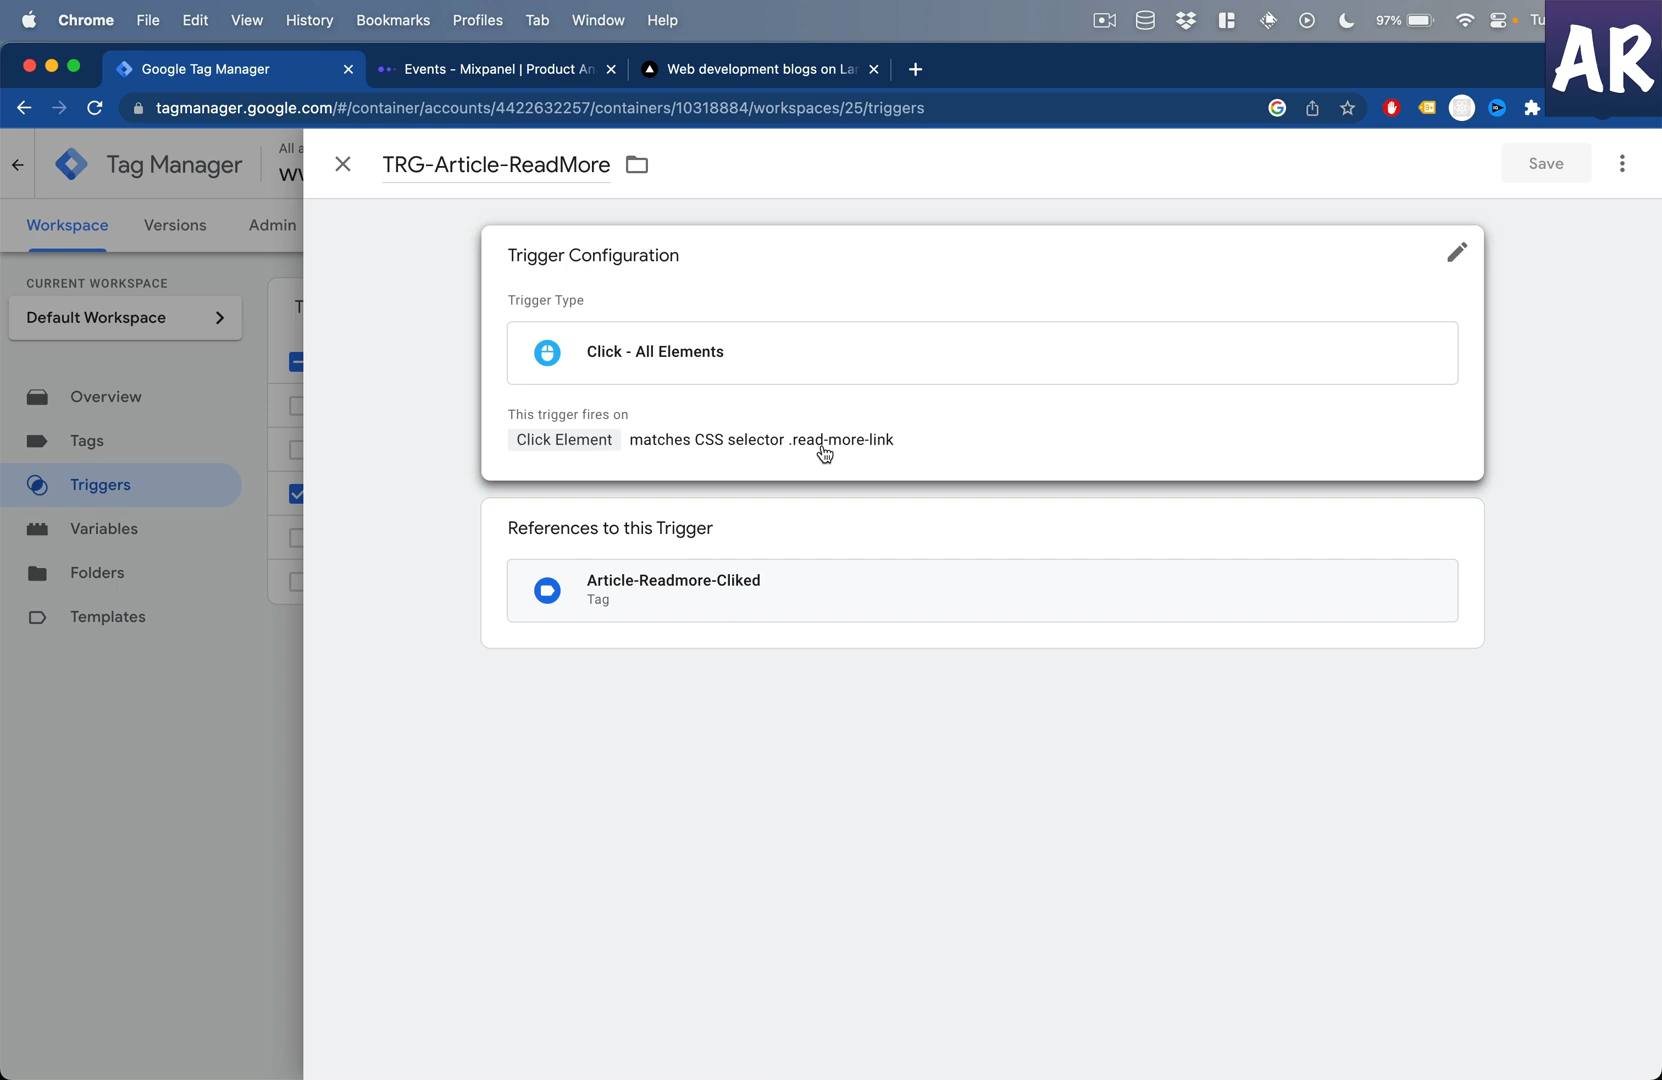 Chrome File Edit View History Bookmarks Profiles Tab Window Help 97% Tu
AR
Google Tag Manager
Events - Mixpanel | Product An
Web development blogs on Lar
tagmanager.google.com/#/container/accounts/4422632257/containers/10318884/workspaces/25/triggers
Tag Manager
All a
TRG-Article-ReadMore
Save
Workspace Versions Admin
CURRENT WORKSPACE
Default Workspace
Overview
Tags
Triggers
Variables
Folders
Templates
Trigger Configuration
Trigger Type
Click - All Elements
This trigger fires on
Click Element matches CSS selector .read-more-link
References to this Trigger
Article-Readmore-Cliked
Tag